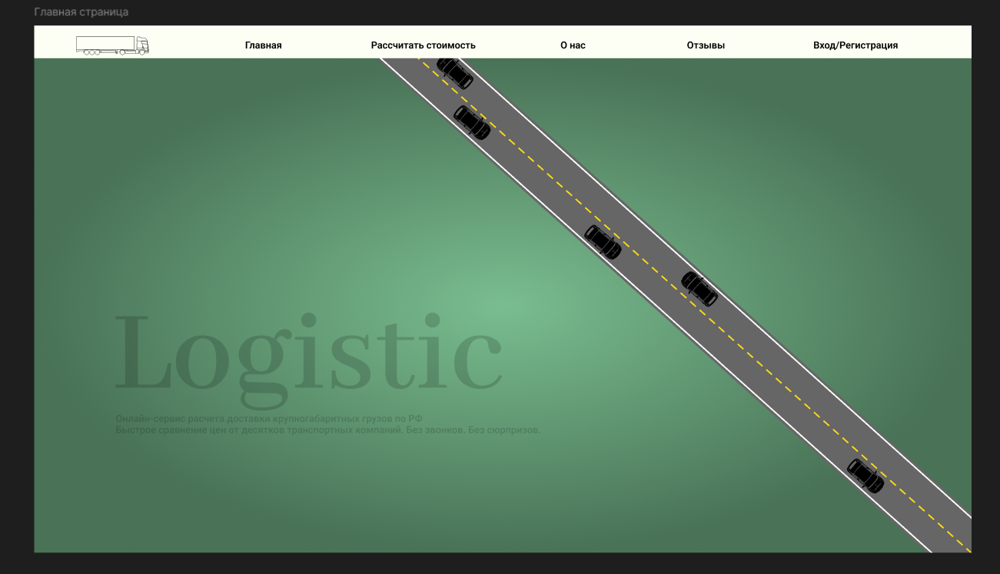 Главная страница
Главная
Рассчитать стоимость
О нас
Отзывы
Вход/Регистрация
Logistic
Онлайн-сервис расчета доставки крупногабаритных грузов по РФ
Быстрое сравнение цен от десятков транспортных компаний. Без звонков. Без сюрпризов.